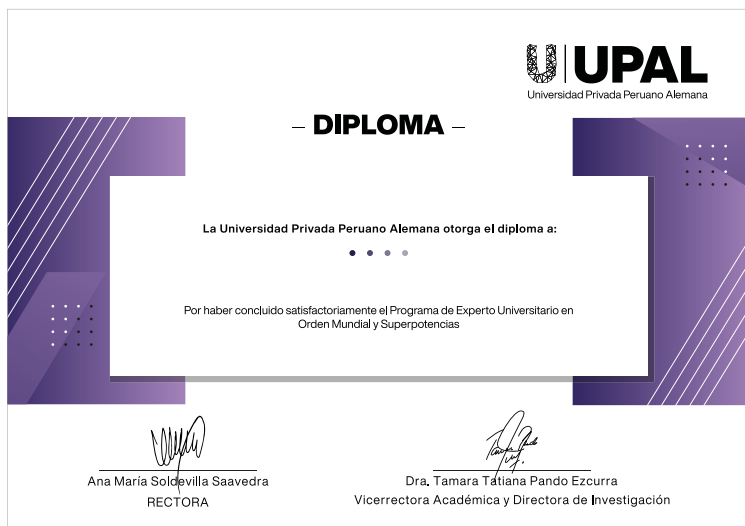 UPAL
Universidad Privada Peruano Alemana
– DIPLOMA –
La Universidad Privada Peruano Alemana otorga el diploma a:
Por haber concluido satisfactoriamente el Programa de Experto Universitario en
Orden Mundial y Superpotencias
Ana María Soldevilla Saavedra
RECTORA
Dra. Tamara Tatiana Pando Ezcurra
Vicerrectora Académica y Directora de Investigación